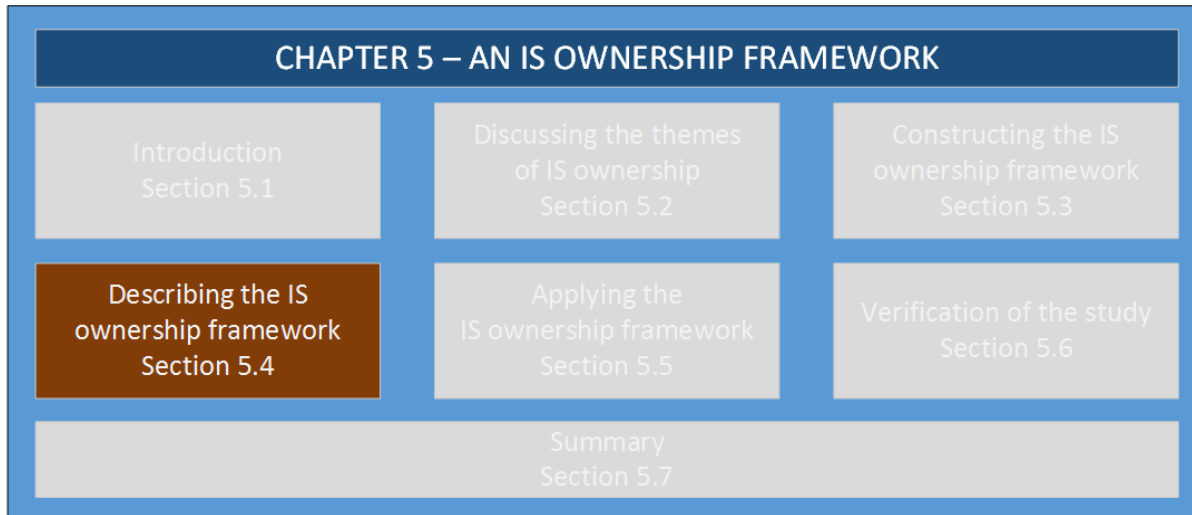 CHAPTER 5 – AN IS OWNERSHIP FRAMEWORK
Introduction
Section 5.1
Discussing the themes
of IS ownership
Section 5.2
Constructing the IS
ownership framework
Section 5.3
Describing the IS
ownership framework
Section 5.4
Applying the
IS ownership framework
Section 5.5
Verification of the study
Section 5.6
Summary
Section 5.7